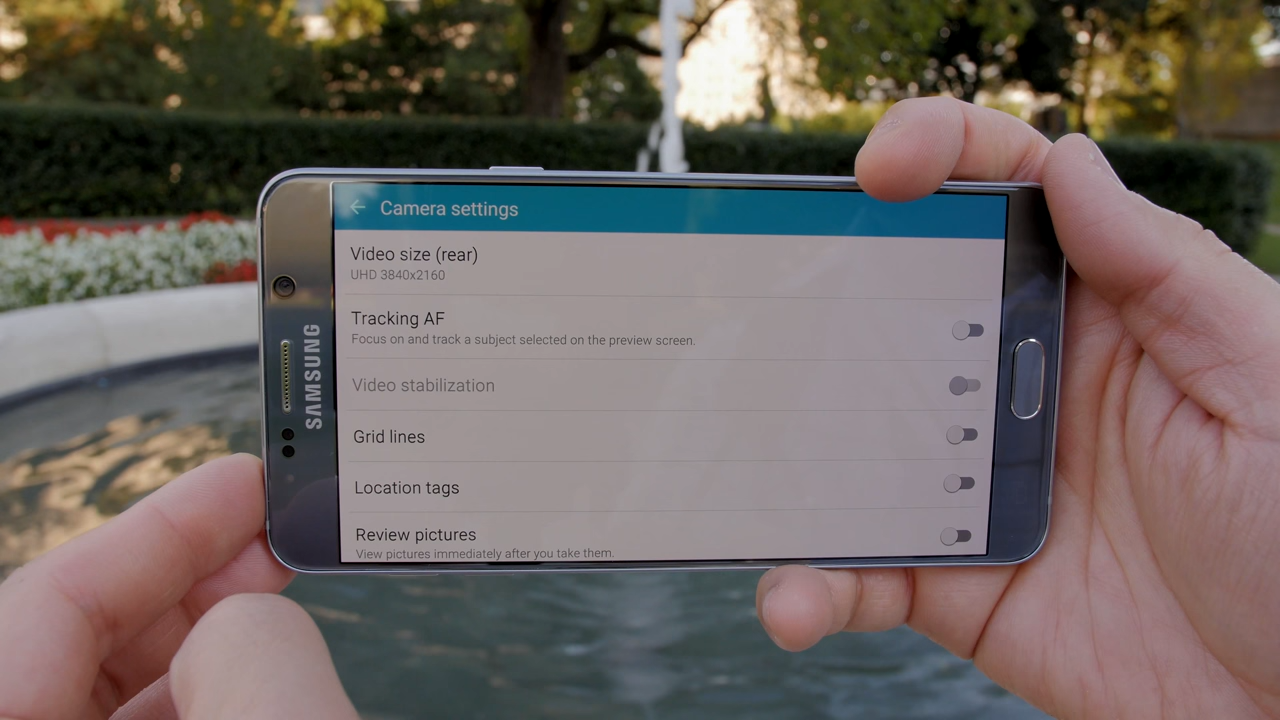 Camera settings
Video size (rear)
UHD 3840x2160
Tracking AF
Focus on and track a subject selected on the preview screen.
Video stabilization
Grid lines
Location tags
Review pictures
View pictures immediately after you take them.
SAMSUNG